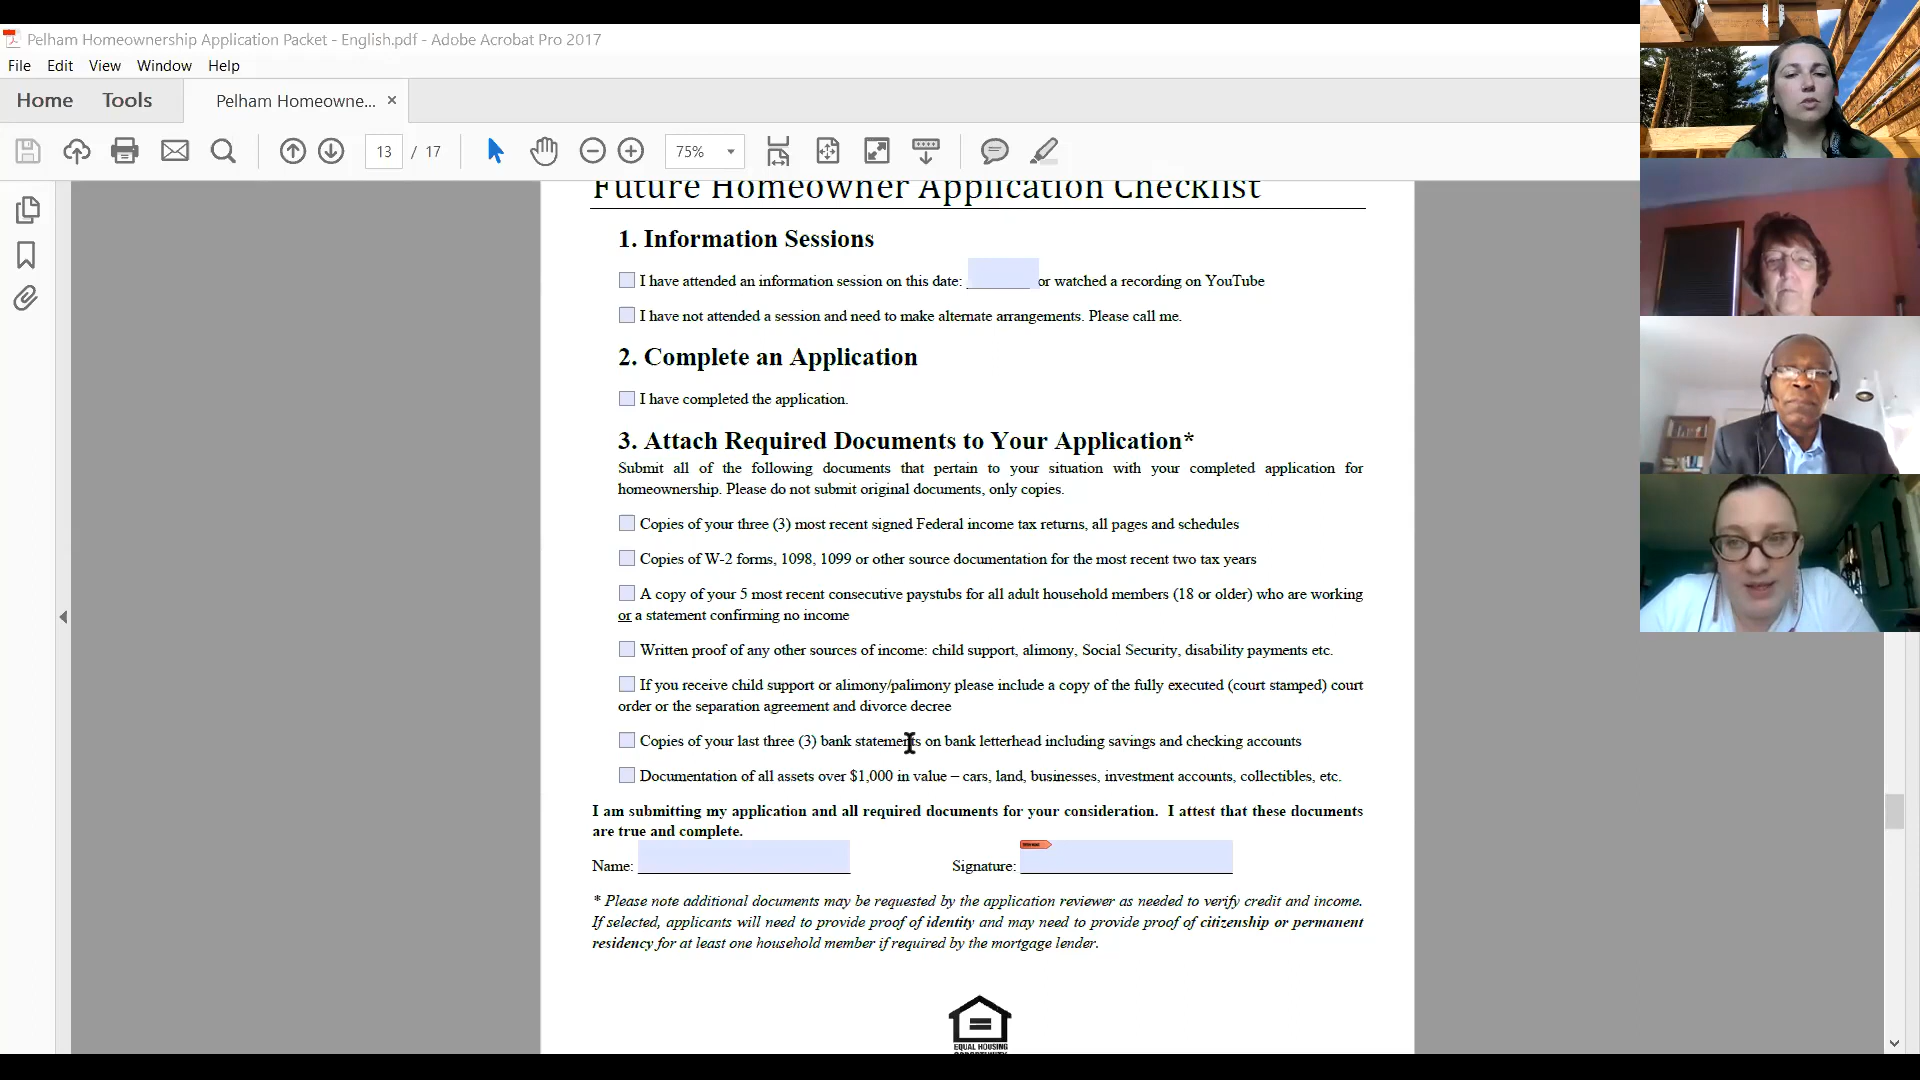 Pelham Homeownership Application Packet - English.pdf - Adobe Acrobat Pro 2017
File Edit View Window Help
Home Tools Pelham Homeowne... ×
13 / 17 75%
Future Homeowner Application Checklist
1. Information Sessions
I have attended an information session on this date: or watched a recording on YouTube
I have not attended a session and need to make alternate arrangements. Please call me.
2. Complete an Application
I have completed the application.
3. Attach Required Documents to Your Application*
Submit all of the following documents that pertain to your situation with your completed application for
homeownership. Please do not submit original documents, only copies.
Copies of your three (3) most recent signed Federal income tax returns, all pages and schedules
Copies of W-2 forms, 1098, 1099 or other source documentation for the most recent two tax years
A copy of your 5 most recent consecutive paystubs for all adult household members (18 or older) who are working
or a statement confirming no income
Written proof of any other sources of income: child support, alimony, Social Security, disability payments etc.
If you receive child support or alimony/palimony please include a copy of the fully executed (court stamped) court
order or the separation agreement and divorce decree
Copies of your last three (3) bank statements on bank letterhead including savings and checking accounts
Documentation of all assets over $1,000 in value – cars, land, businesses, investment accounts, collectibles, etc.
I am submitting my application and all required documents for your consideration. I attest that these documents
are true and complete.
Name: Signature:
* Please note additional documents may be requested by the application reviewer as needed to verify credit and income.
If selected, applicants will need to provide proof of identity and may need to provide proof of citizenship or permanent
residency for at least one household member if required by the mortgage lender.
EQUAL HOUSING